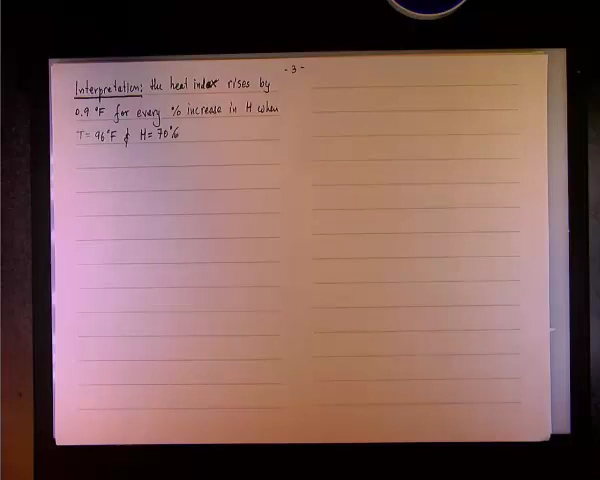 - 3 -
Interpretation: the heat index rises by
0.9 °F for every % increase in H when
T = 96°F & H = 70%